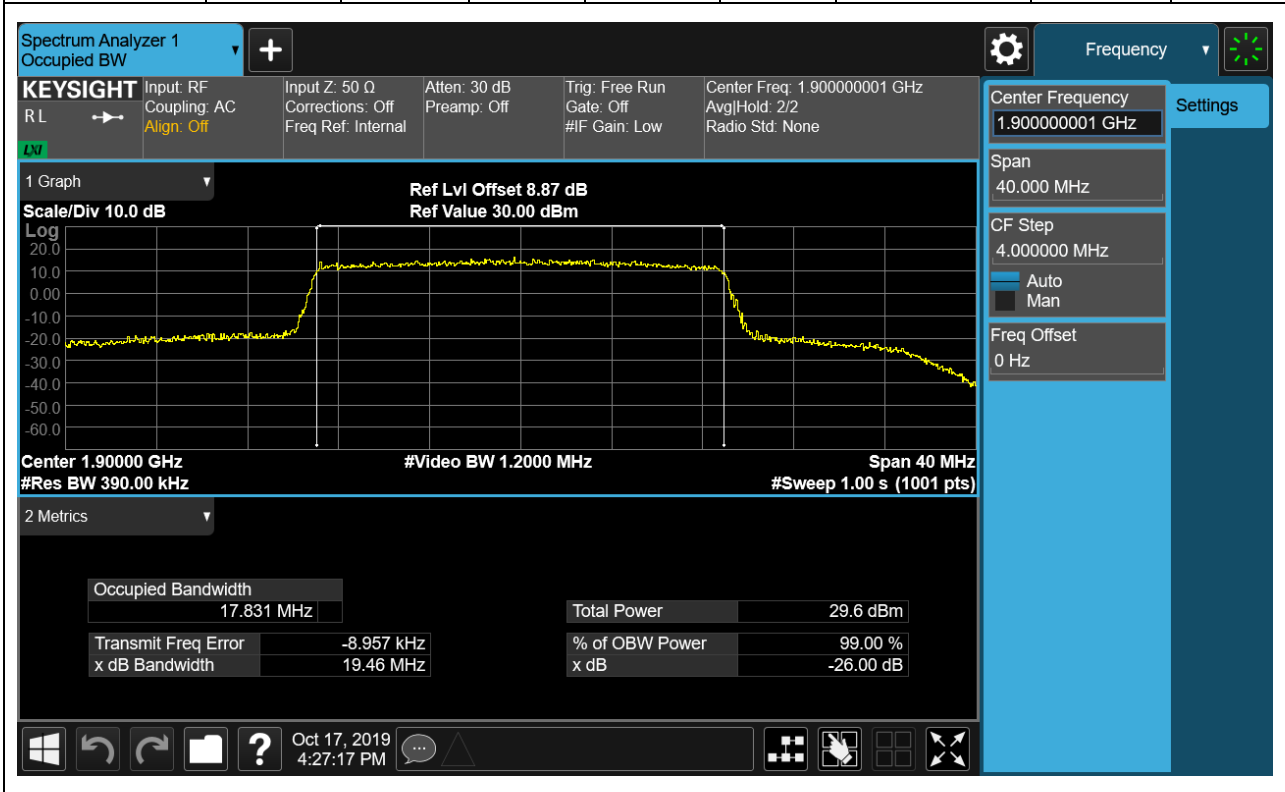 Spectrum Analyzer 1
Occupied BW
Frequency
KEYSIGHT
R L
LXI
Input: RF
Coupling: AC
Align: Off
Input Z: 50 Ω
Corrections: Off
Freq Ref: Internal
Atten: 30 dB
Preamp: Off
Trig: Free Run
Gate: Off
#IF Gain: Low
Center Freq: 1.900000001 GHz
Avg|Hold: 2/2
Radio Std: None
Center Frequency
1.900000001 GHz
Settings
Span
40.000 MHz
CF Step
4.000000 MHz
Auto
Man
Freq Offset
0 Hz
1 Graph
Scale/Div 10.0 dB
Ref Lvl Offset 8.87 dB
Ref Value 30.00 dBm
Log
20.0
10.0
0.00
-10.0
-20.0
-30.0
-40.0
-50.0
-60.0
Center 1.90000 GHz
#Video BW 1.2000 MHz
Span 40 MHz
#Res BW 390.00 kHz
#Sweep 1.00 s (1001 pts)
2 Metrics
Occupied Bandwidth
17.831 MHz
Total Power 29.6 dBm
Transmit Freq Error -8.957 kHz
% of OBW Power 99.00 %
x dB Bandwidth 19.46 MHz
x dB -26.00 dB
?
Oct 17, 2019
4:27:17 PM